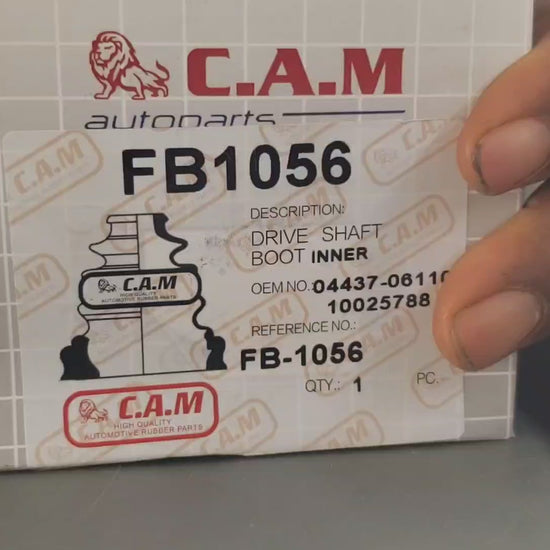 C.A.M
autoparts
FB1056
DESCRIPTION:
DRIVE SHAFT
BOOT INNER
OEM NO.: 04437-06110
10025788
REFERENCE NO.:
FB-1056
QTY.: 1 PC.
C.A.M
HIGH QUALITY
AUTOMOTIVE RUBBER PARTS
C.A.M
HIGH QUALITY
AUTOMOTIVE RUBBER PARTS